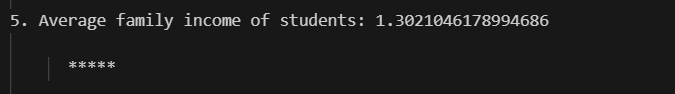 5. Average family income of students: 1.3021046178994686
*****